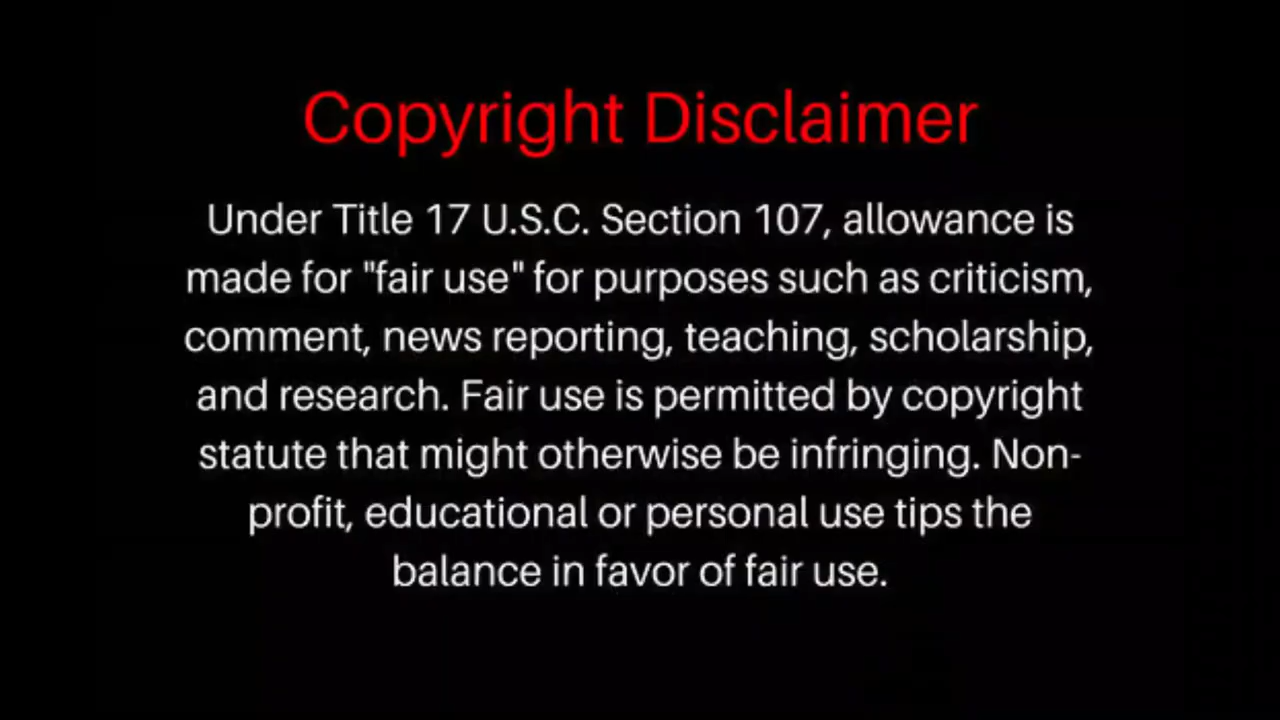 Copyright Disclaimer
Under Title 17 U.S.C. Section 107, allowance is
made for "fair use" for purposes such as criticism,
comment, news reporting, teaching, scholarship,
and research. Fair use is permitted by copyright
statute that might otherwise be infringing. Non-
profit, educational or personal use tips the
balance in favor of fair use.